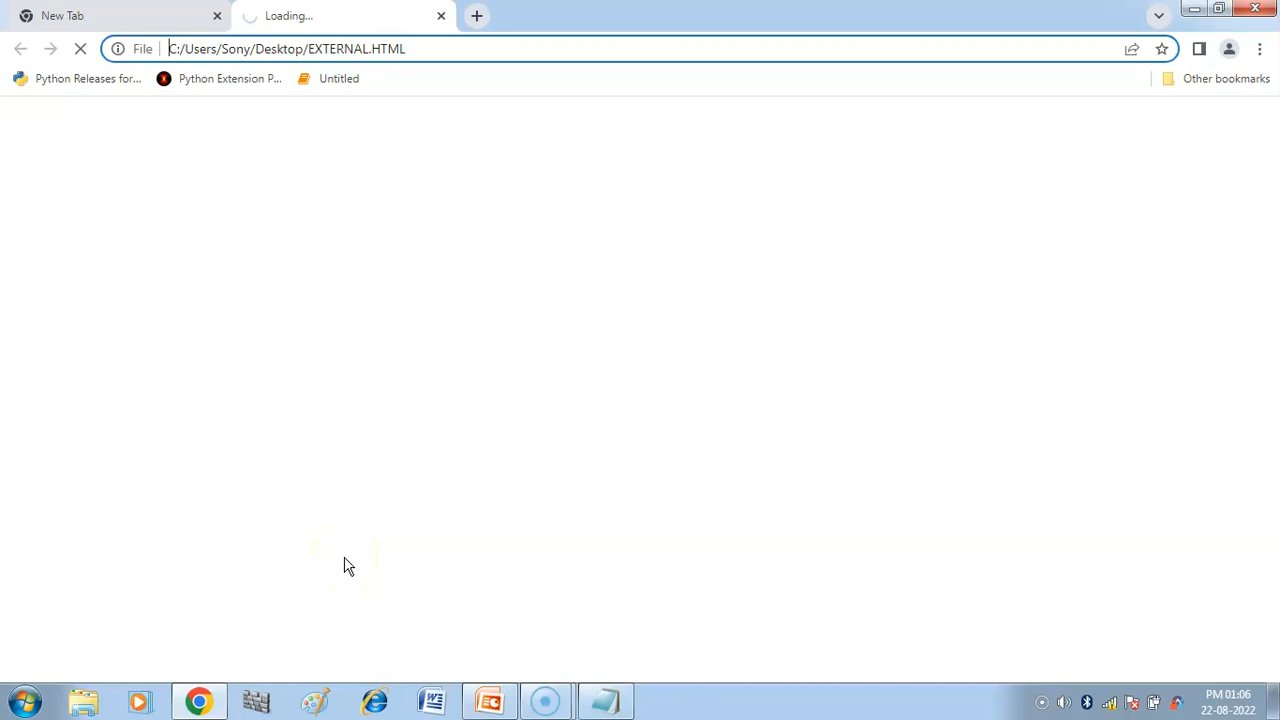 New Tab
Loading...
File
C:/Users/Sony/Desktop/EXTERNAL.HTML
Python Releases for...
Python Extension P...
Untitled
Other bookmarks
PM 01:06
22-08-2022